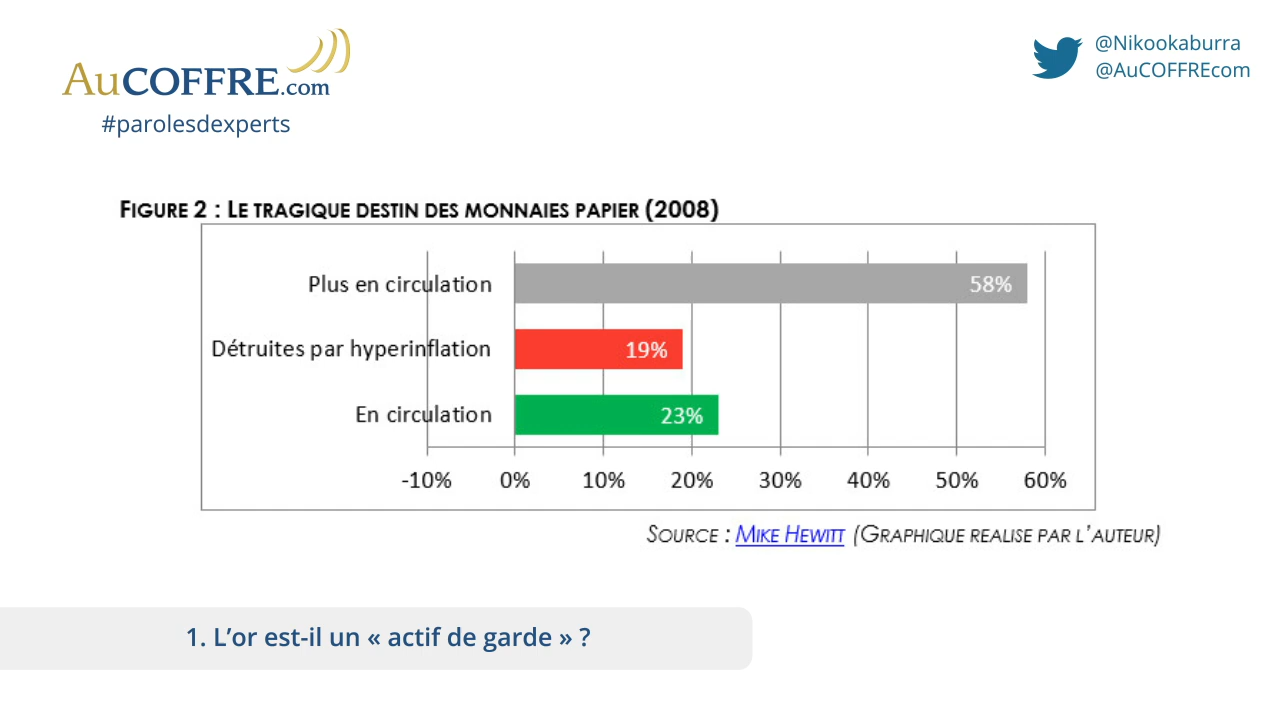 AuCOFFRE.com
#parolesdexperts
@Nikookaburra
@AuCOFFREcom
FIGURE 2 : LE TRAGIQUE DESTIN DES MONNAIES PAPIER (2008)
Plus en circulation
58%
Détruites par hyperinflation
19%
En circulation
23%
-10% 0% 10% 20% 30% 40% 50% 60%
SOURCE : MIKE HEWITT (GRAPHIQUE REALISE PAR L'AUTEUR)
1. L’or est-il un « actif de garde » ?